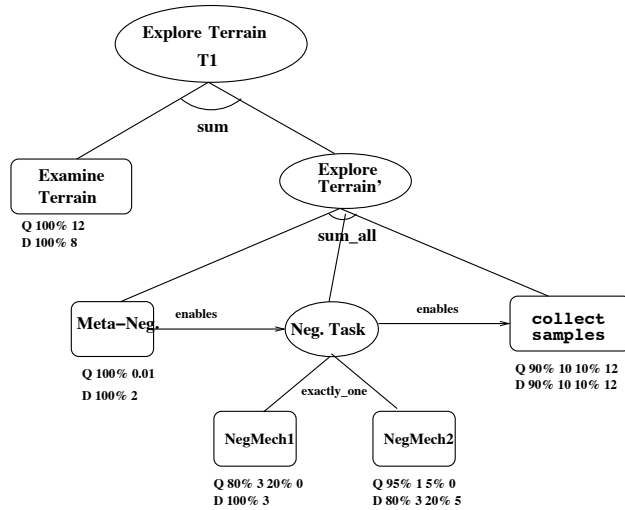 Explore Terrain
T1
sum
Examine
Terrain
Q 100% 12
D 100% 8
Explore
Terrain'
sum_all
Meta-Neg.
enables
Neg. Task
enables
collect
samples
Q 100% 0.01
D 100% 2
Q 90% 10 10% 12
D 90% 10 10% 12
exactly_one
NegMech1
NegMech2
Q 80% 3 20% 0
D 100% 3
Q 95% 1 5% 0
D 80% 3 20% 5